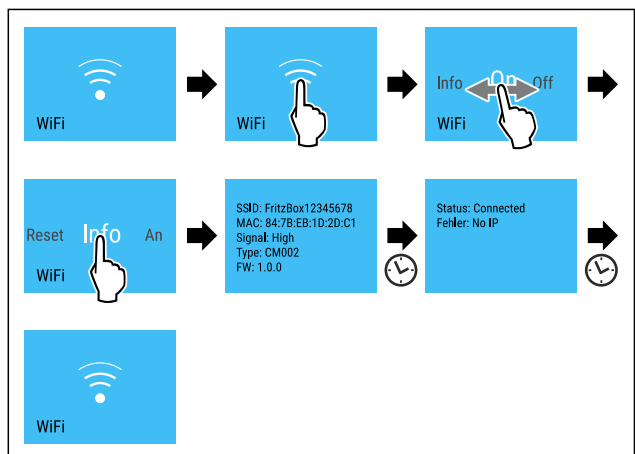 WiFi
WiFi
Info On Off
WiFi
Reset Info An
WiFi
SSID: FritzBox12345678
MAC: 84:7B:EB:1D:2D:C1
Signal: High
Type: CM002
FW: 1.0.0
Status: Connected
Fehler: No IP
WiFi